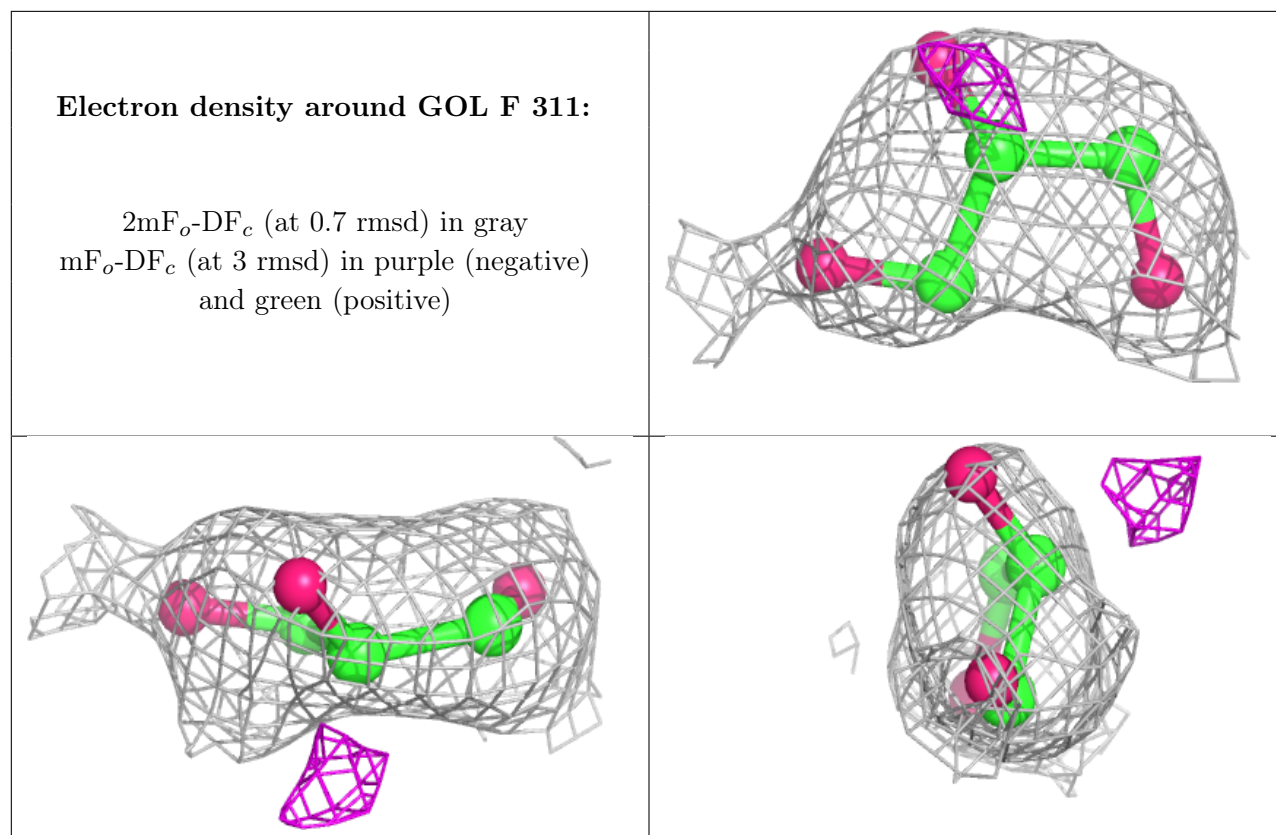 Electron density around GOL F 311:
2mFo-DFc (at 0.7 rmsd) in gray
mFo-DFc (at 3 rmsd) in purple (negative)
and green (positive)